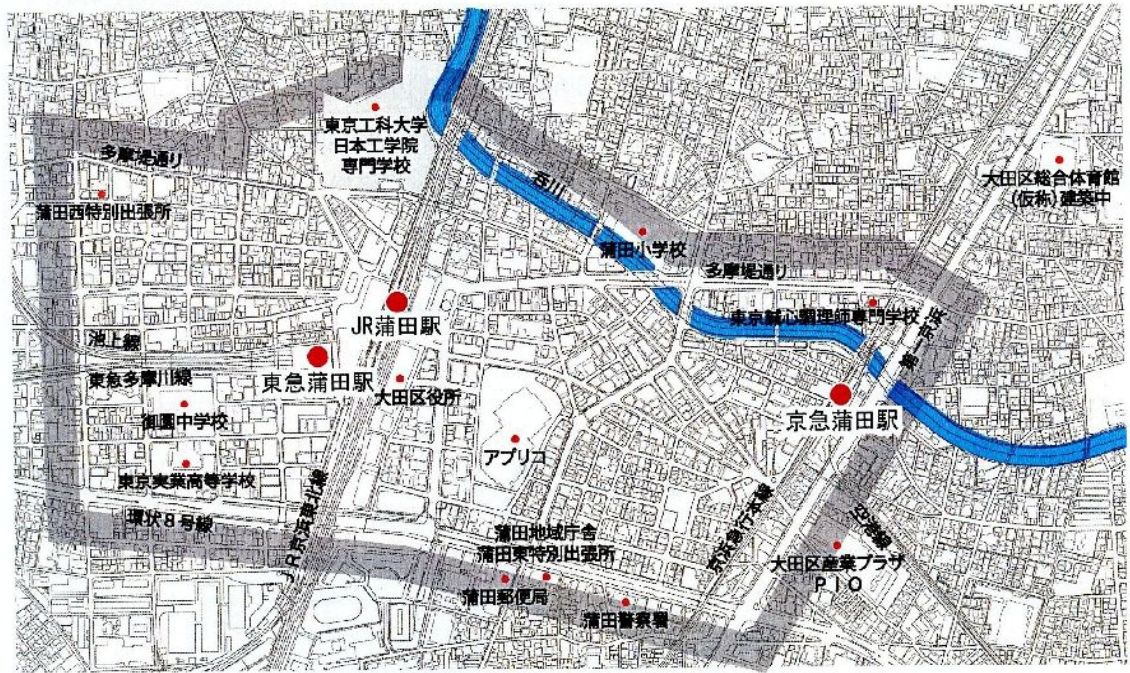 東京工科大学
日本工学院
専門学校
多摩堤通り
蒲田西特別出張所
呑川
大田区総合体育館
(仮称)建築中
蒲田小学校
多摩堤通り
東京誠心調理師専門学校
第一京浜
JR蒲田駅
池上線
東急蒲田駅
東急多摩川線
大田区役所
京急蒲田駅
御園中学校
アプリコ
東京実業高等学校
JR京浜東北線
環状8号線
京浜急行本線
空港線
蒲田地域庁舎
蒲田東特別出張所
大田区産業プラザ
PIO
蒲田郵便局
蒲田警察署